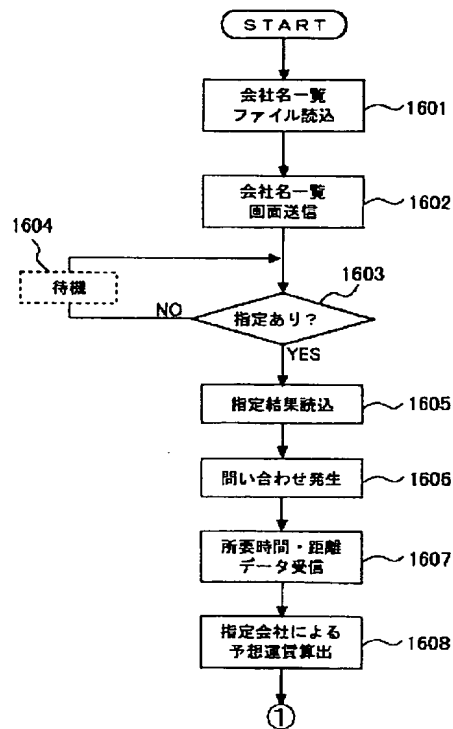 START
会社名一覧
ファイル読込
1601
会社名一覧
画面送信
1602
1604
待機
NO
1603
指定あり？
YES
指定結果読込
1605
問い合わせ発生
1606
所要時間・距離
データ受信
1607
指定会社による
予想運賃算出
1608
①